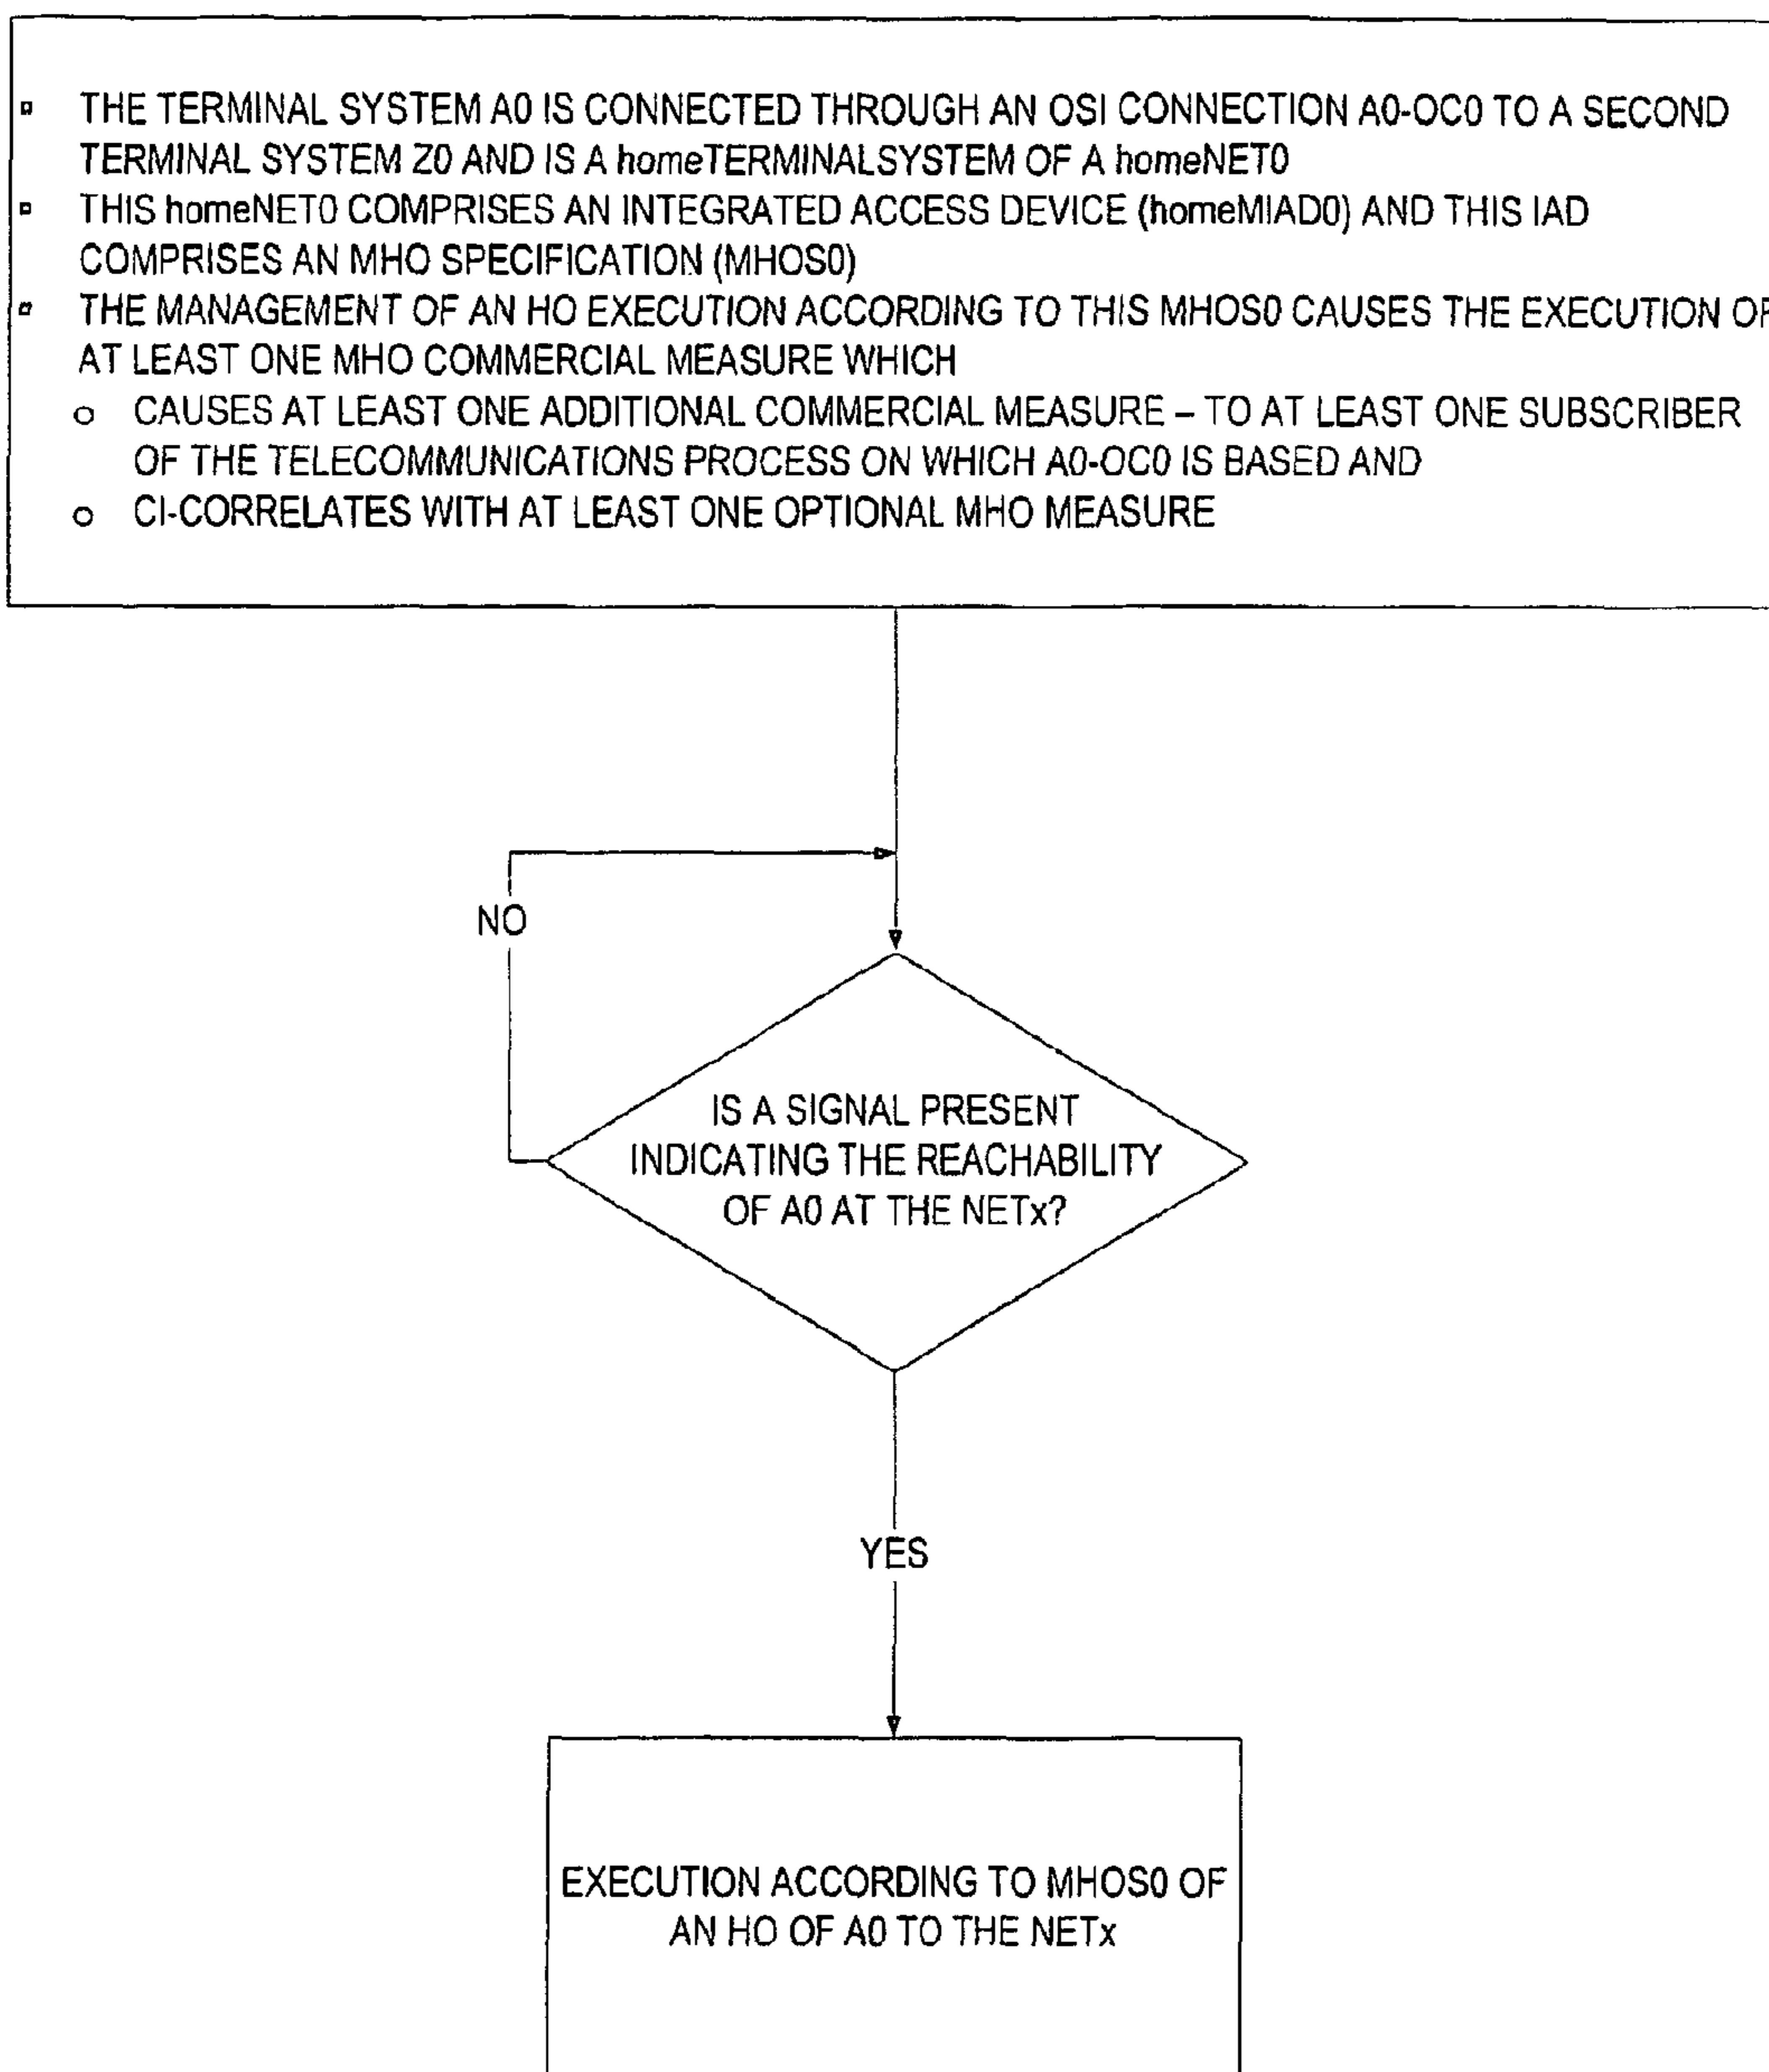 ▫ THE TERMINAL SYSTEM A0 IS CONNECTED THROUGH AN OSI CONNECTION A0-OC0 TO A SECOND
TERMINAL SYSTEM Z0 AND IS A homeTERMINALSYSTEM OF A homeNET0
▫ THIS homeNET0 COMPRISES AN INTEGRATED ACCESS DEVICE (homeMIAD0) AND THIS IAD
COMPRISES AN MHO SPECIFICATION (MHOS0)
▫ THE MANAGEMENT OF AN HO EXECUTION ACCORDING TO THIS MHOS0 CAUSES THE EXECUTION OF
AT LEAST ONE MHO COMMERCIAL MEASURE WHICH
o CAUSES AT LEAST ONE ADDITIONAL COMMERCIAL MEASURE – TO AT LEAST ONE SUBSCRIBER
OF THE TELECOMMUNICATIONS PROCESS ON WHICH A0-OC0 IS BASED AND
o CI-CORRELATES WITH AT LEAST ONE OPTIONAL MHO MEASURE
NO
IS A SIGNAL PRESENT
INDICATING THE REACHABILITY
OF A0 AT THE NETx?
YES
EXECUTION ACCORDING TO MHOS0 OF
AN HO OF A0 TO THE NETx